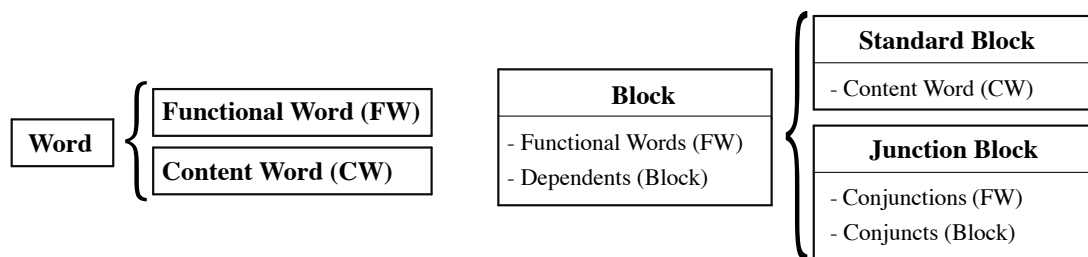 Word
Functional Word (FW)
Content Word (CW)
Block
- Functional Words (FW)
- Dependents (Block)
Standard Block
- Content Word (CW)
Junction Block
- Conjunctions (FW)
- Conjuncts (Block)